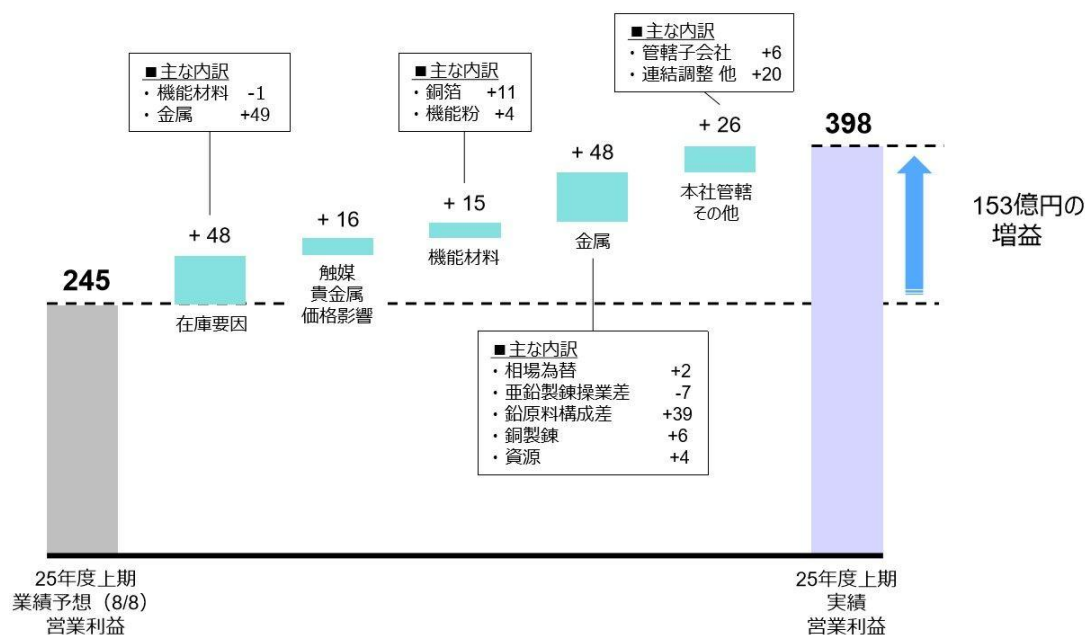 ■主な内訳
・機能材料 -1
・金属 +49
■主な内訳
・銅箔 +11
・機能粉 +4
■主な内訳
・管轄子会社 +6
・連結調整 他 +20
245
+ 48
在庫要因
+ 16
触媒
貴金属
価格影響
+ 15
機能材料
+ 48
金属
+ 26
本社管轄
その他
398
153億円の
増益
■主な内訳
・相場為替 +2
・亜鉛製錬操業差 -7
・鉛原料構成差 +39
・銅製錬 +6
・資源 +4
25年度上期
業績予想（8/8）
営業利益
25年度上期
実績
営業利益